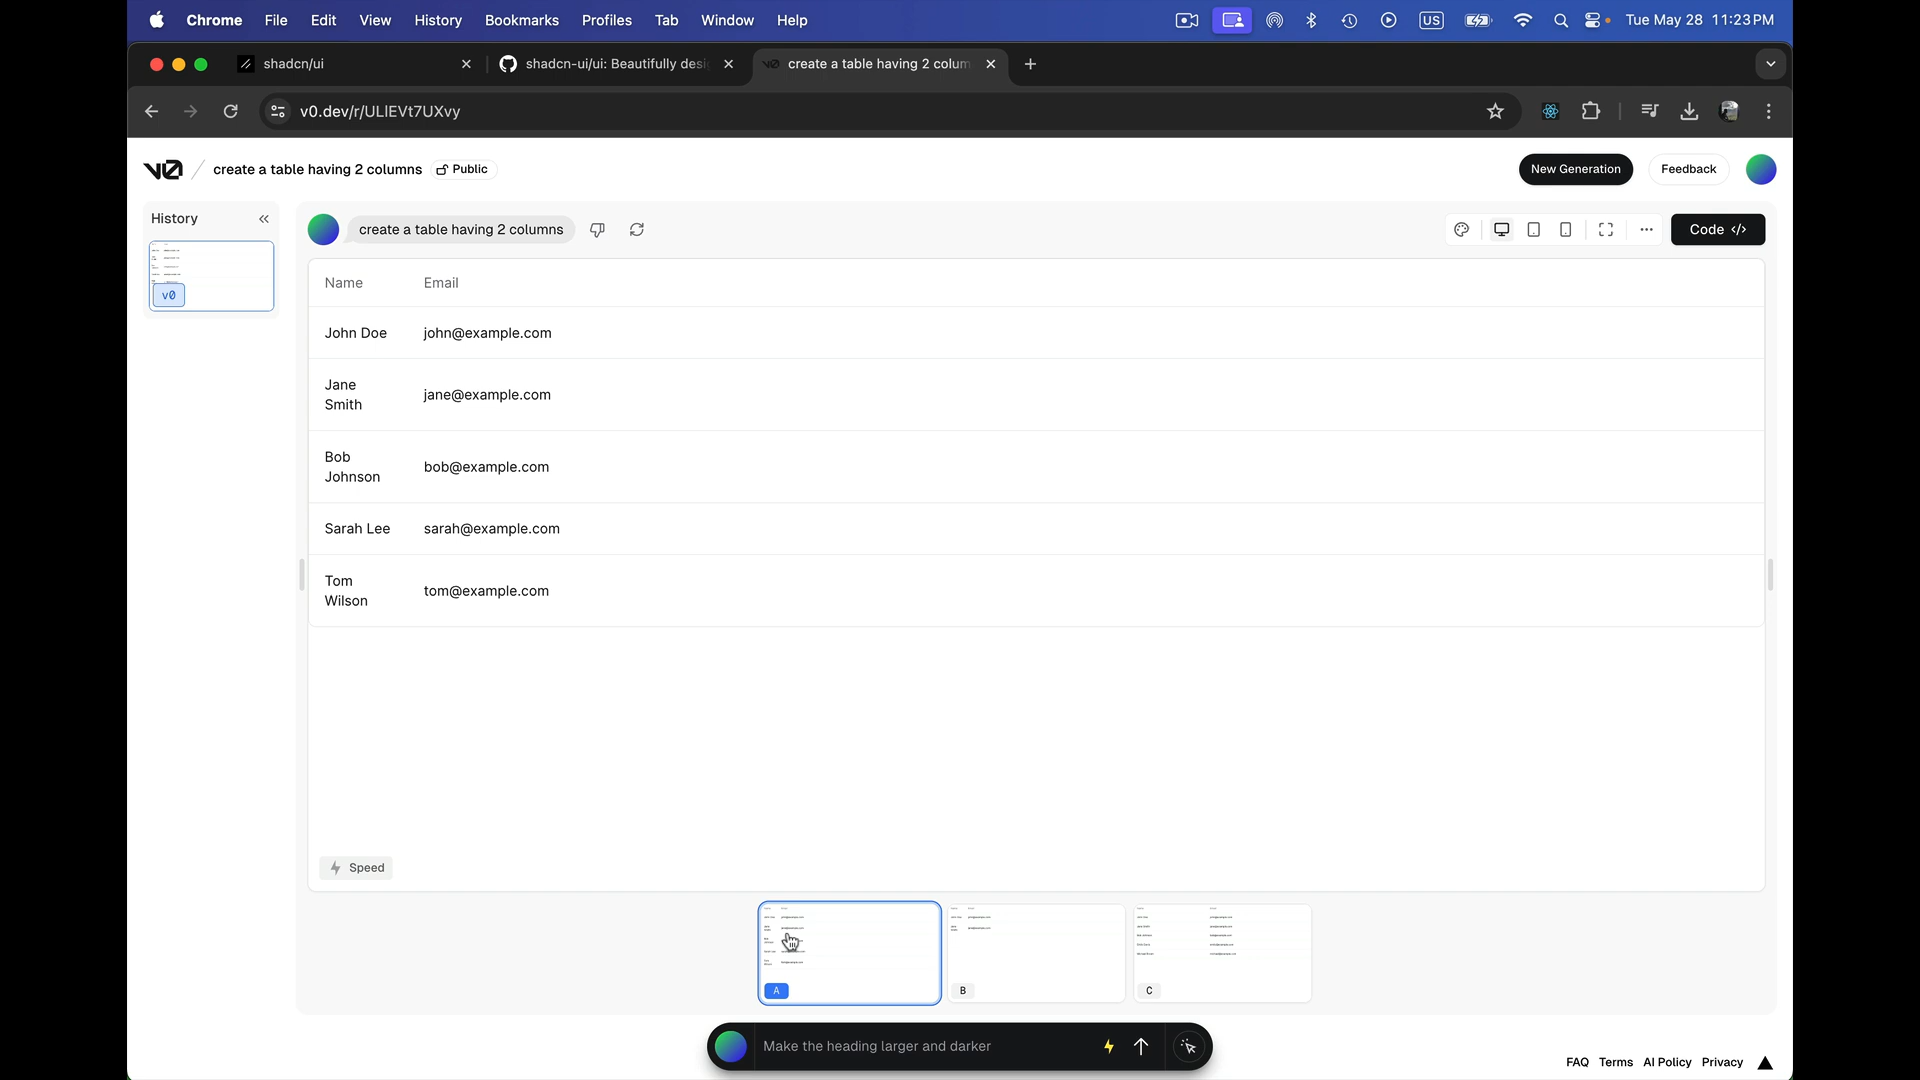 Chrome File Edit View History Bookmarks Profiles Tab Window Help US Tue May 28 11:23 PM
shadcn/ui shadcn-ui/ui: Beautifully desi create a table having 2 colum
v0.dev/r/ULlEVt7UXvy
v0 / create a table having 2 columns Public New Generation Feedback
History
v0
create a table having 2 columns Code </>
Name Email
John Doe john@example.com
Jane
Smith
jane@example.com
Bob
Johnson
bob@example.com
Sarah Lee sarah@example.com
Tom
Wilson
tom@example.com
Speed
A B C
Make the heading larger and darker
FAQ Terms AI Policy Privacy